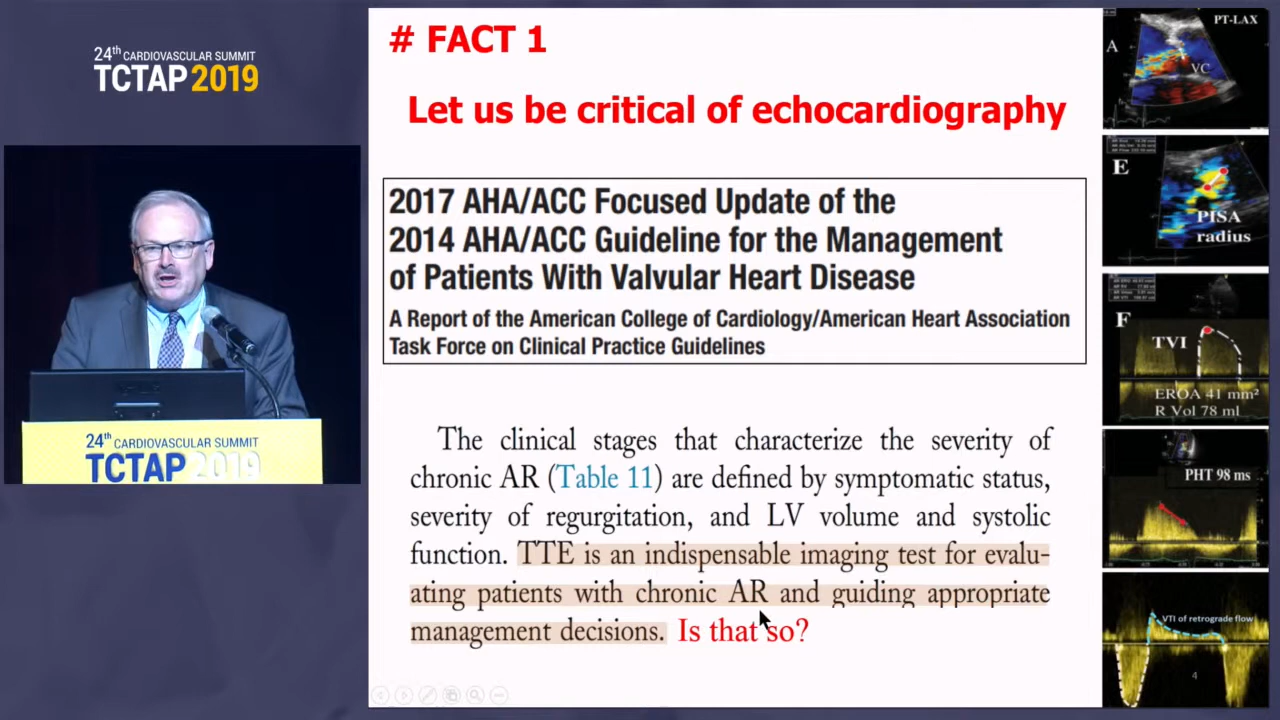 24th CARDIOVASCULAR SUMMIT
TCTAP 2019
24th CARDIOVASCULAR SUMMIT
TCTAP 2019
# FACT 1
Let us be critical of echocardiography
2017 AHA/ACC Focused Update of the
2014 AHA/ACC Guideline for the Management
of Patients With Valvular Heart Disease
A Report of the American College of Cardiology/American Heart Association
Task Force on Clinical Practice Guidelines
The clinical stages that characterize the severity of
chronic AR (Table 11) are defined by symptomatic status,
severity of regurgitation, and LV volume and systolic
function. TTE is an indispensable imaging test for evalu-
ating patients with chronic AR and guiding appropriate
management decisions. Is that so?
PT-LAX
A
VC
E
PISA
radius
F
TVI
EROA 41 mm²
R Vol 78 ml
PHT 98 ms
VTI of retrograde flow
4